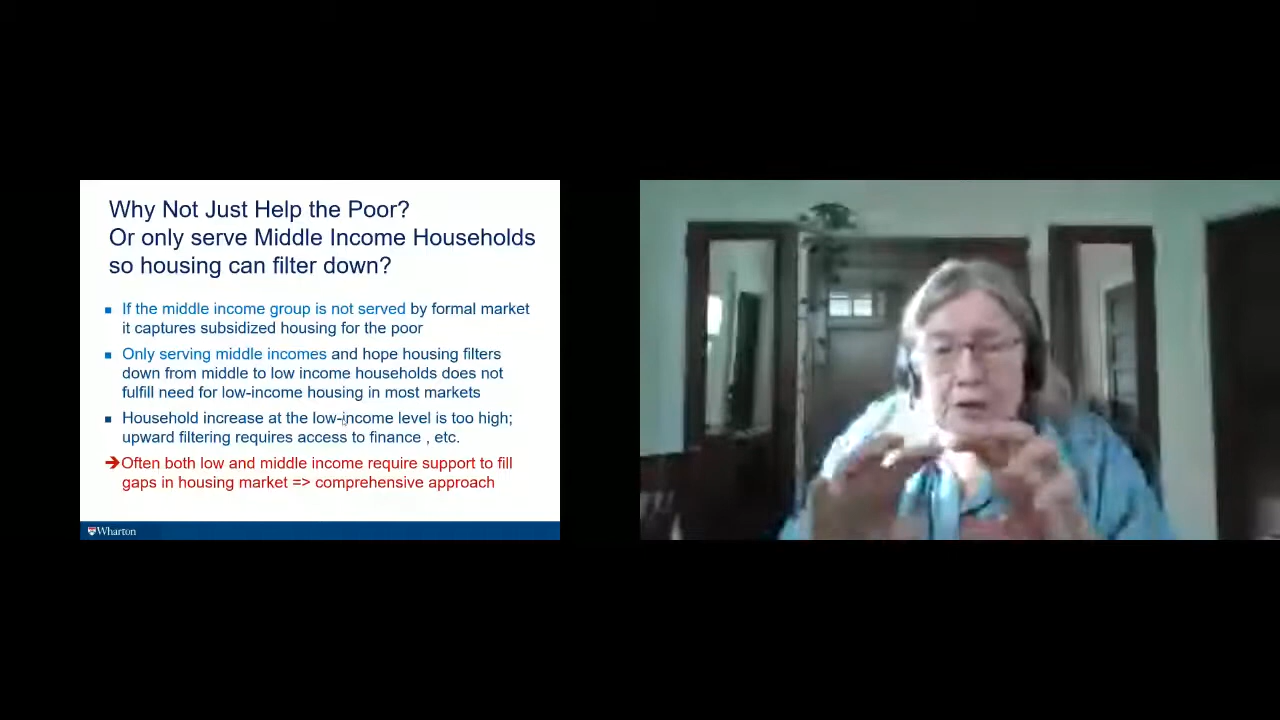 Why Not Just Help the Poor?
Or only serve Middle Income Households
so housing can filter down?
If the middle income group is not served by formal market
it captures subsidized housing for the poor
Only serving middle incomes and hope housing filters
down from middle to low income households does not
fulfill need for low-income housing in most markets
Household increase at the low-income level is too high;
upward filtering requires access to finance , etc.
➔Often both low and middle income require support to fill
gaps in housing market => comprehensive approach
Wharton